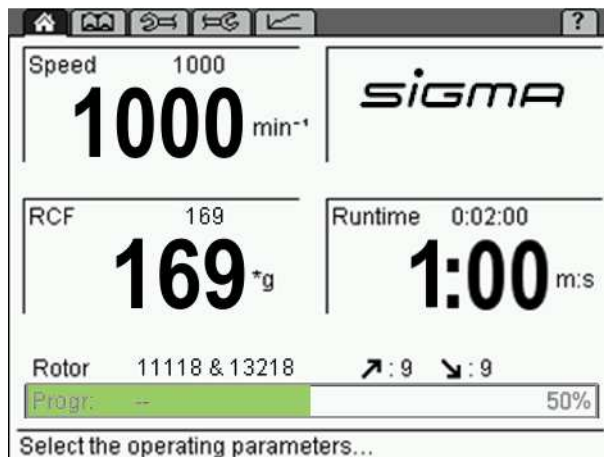 ?
Speed 1000
1000 min⁻¹
sigma
RCF 169
169 *g
Runtime 0:02:00
1:00 m:s
Rotor 11118 & 13218 ↗: 9 ↘: 9
Progr: -- 50%
Select the operating parameters...